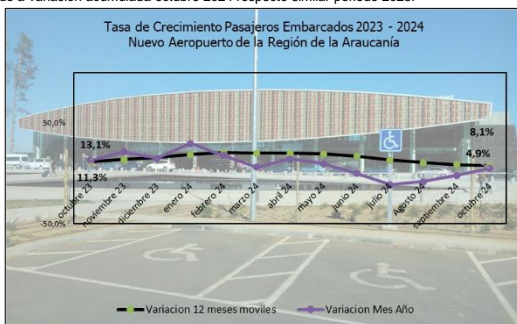 Tasa de Crecimiento Pasajeros Embarcados 2023 - 2024
Nuevo Aeropuerto de la Región de la Araucanía
50,0%
13,1%
8,1%
4,9%
11,3%
-50,0%
octubre 23
noviembre 23
diciembre 23
enero 24
febrero 24
marzo 24
abril 24
mayo 24
junio 24
julio 24
Agosto 24
septiembre 24
octubre 24
Variacion 12 meses moviles
Variacion Mes Año